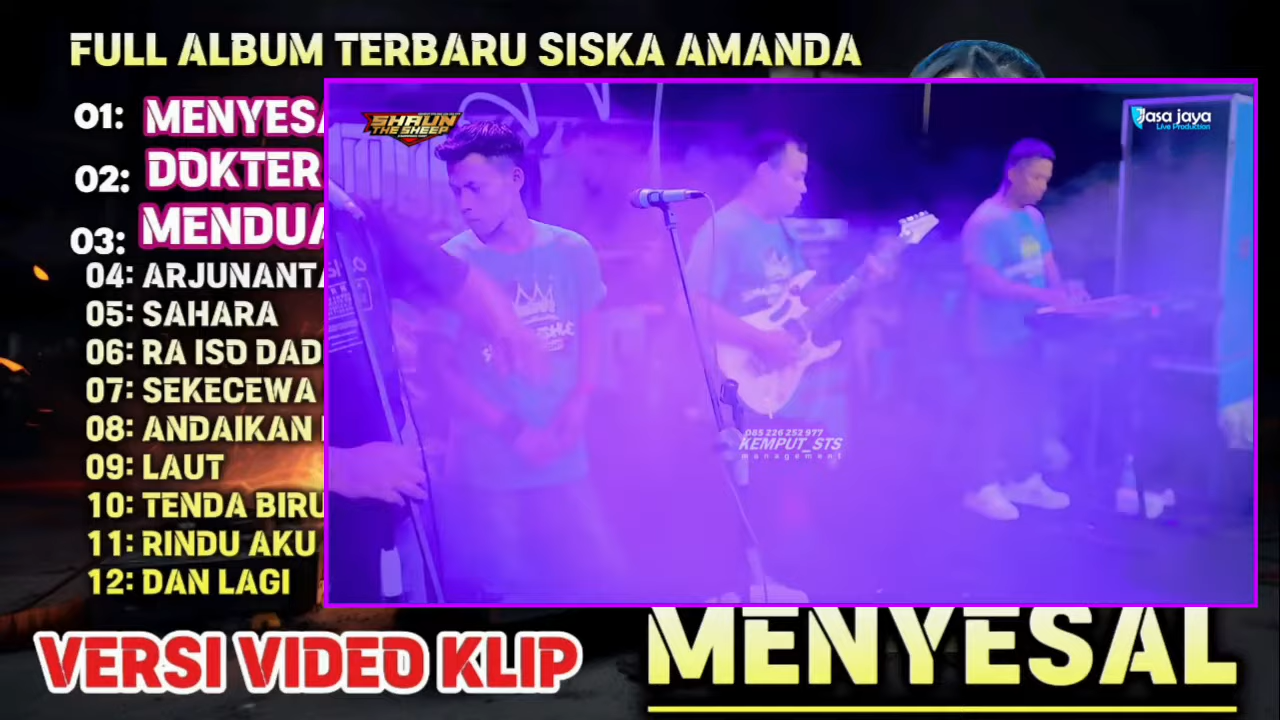 FULL ALBUM TERBARU SISKA AMANDA
01: MENYESA
02: DOKTER
03: MENDUA
04: ARJUNANTA
05: SAHARA
06: RA ISO DAD
07: SEKECEWA
08: ANDAIKAN
09: LAUT
10: TENDA BIRU
11: RINDU AKU
12: DAN LAGI
SHAUN
THE SHEEP
Jasa jaya
Live Production
085 226 252 977
KEMPUT_STS
management
VERSI VIDEO KLIP
MENYESAL